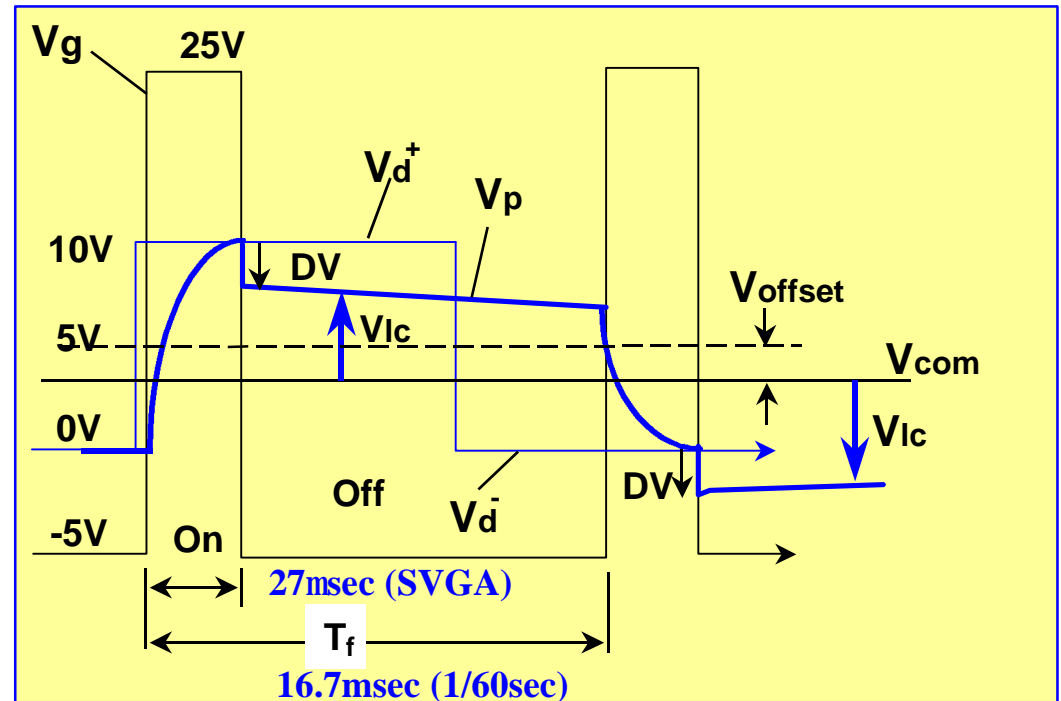 Vg
25V
Vd+
Vp
10V
DV
Voffset
5V
Vlc
Vcom
0V
Vlc
Off
DV
Vd-
-5V
On
27msec (SVGA)
Tf
16.7msec (1/60sec)